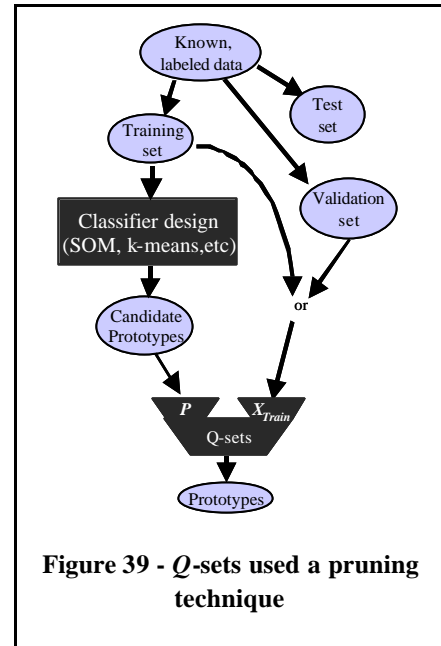 Known,
labeled data
Test
set
Training
set
Validation
set
Classifier design
(SOM, k-means,etc)
or
Candidate
Prototypes
P
XTrain
Q-sets
Prototypes
Figure 39 - Q-sets used a pruning
technique